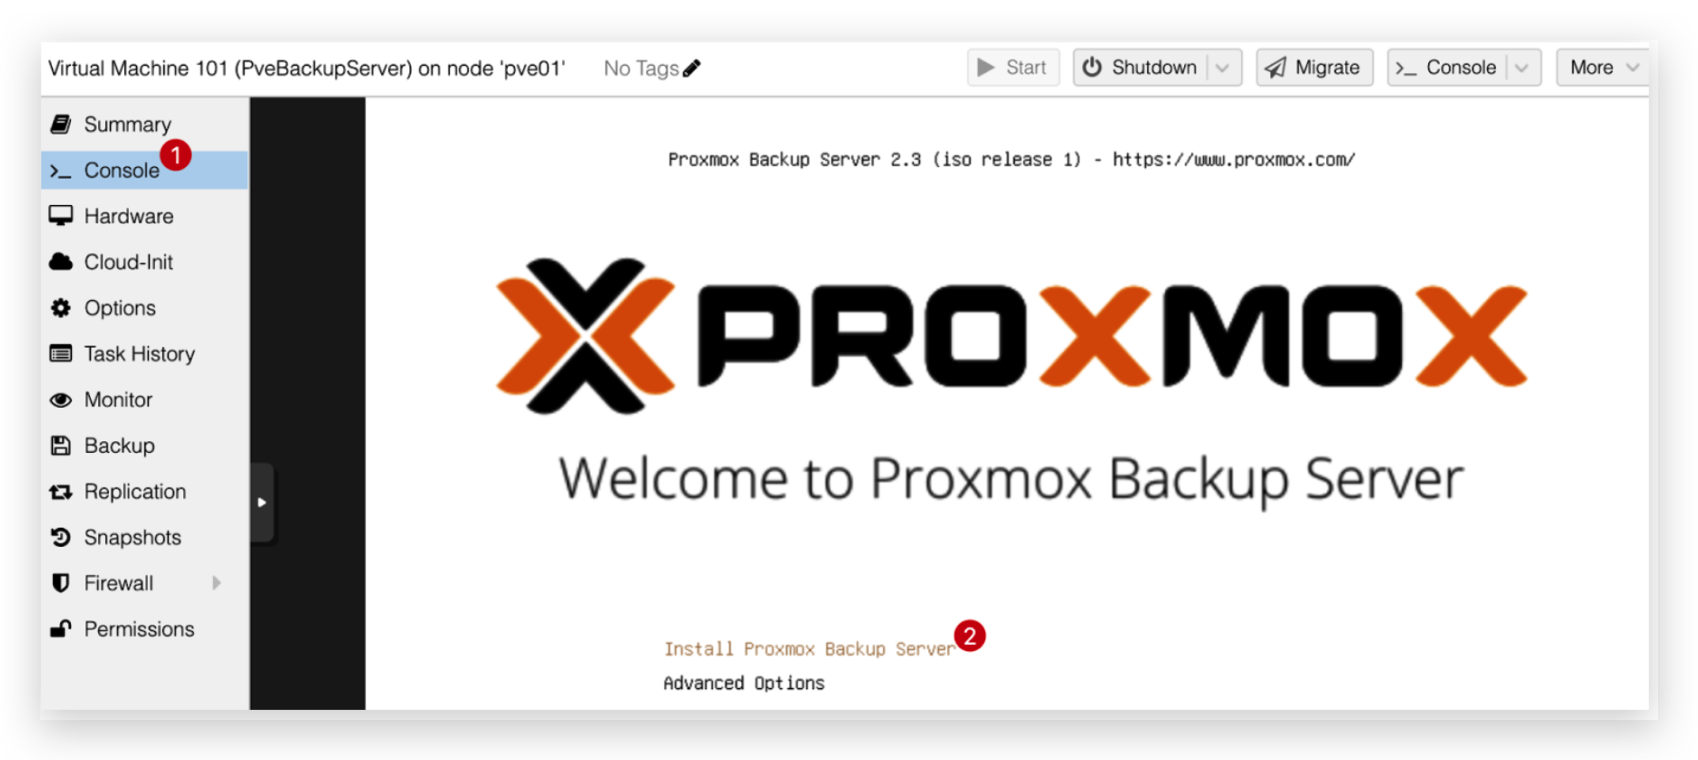 Virtual Machine 101 (PveBackupServer) on node 'pve01' No Tags Start Shutdown Migrate >_ Console More
Summary
1
>_ Console
Hardware
Cloud-Init
Options
Task History
Monitor
Backup
Replication
Snapshots
Firewall
Permissions
Proxmox Backup Server 2.3 (iso release 1) - https://www.proxmox.com/
PROXMOX
Welcome to Proxmox Backup Server
Install Proxmox Backup Server 2
Advanced Options